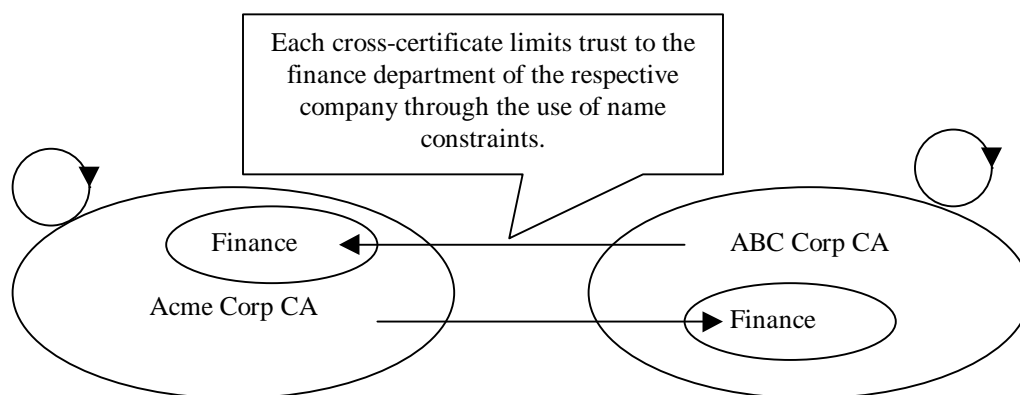 Each cross-certificate limits trust to the
finance department of the respective
company through the use of name
constraints.
Finance
ABC Corp CA
Acme Corp CA
Finance